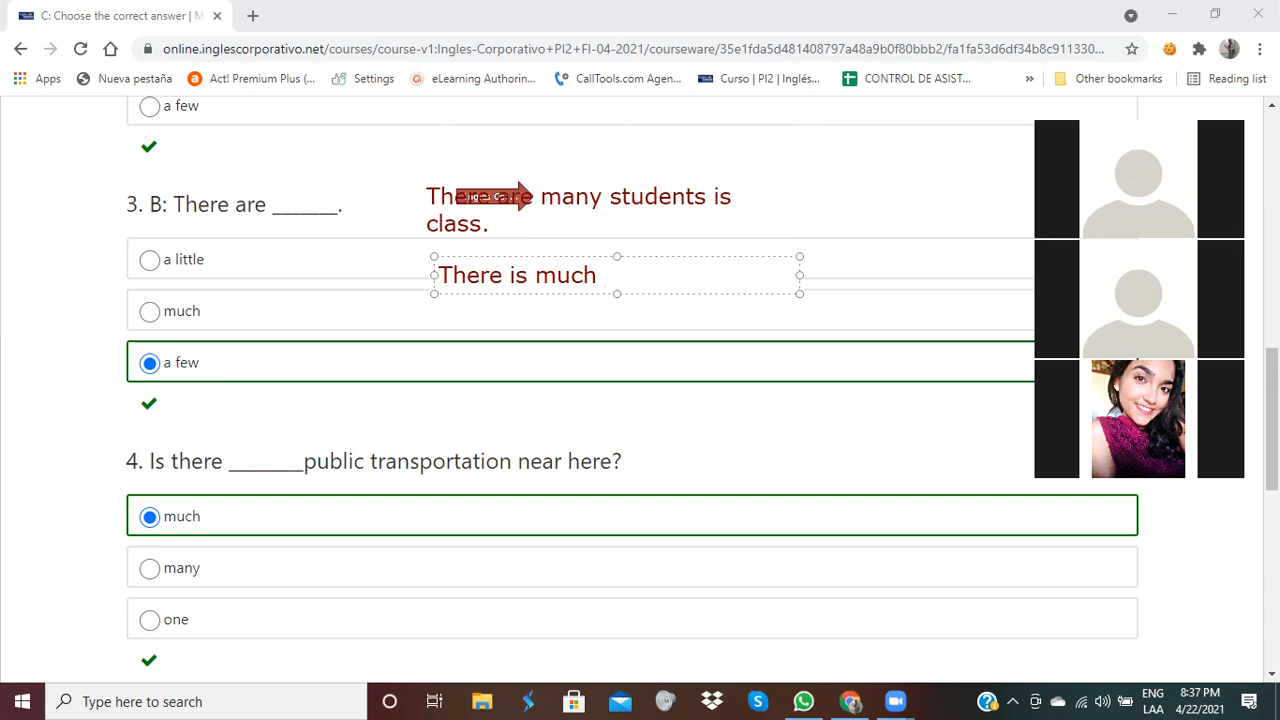 C: Choose the correct answer | M
online.inglescorporativo.net/courses/course-v1:Ingles-Corporativo+PI2+FI-04-2021/courseware/35e1fda5d481408797a48a9b0f80bbb2/fa1fa53d6df34b8c911330...
Apps Nueva pestaña Act! Premium Plus (... Settings eLearning Authorin... CallTools.com Agen... Curso | PI2 | Inglés... CONTROL DE ASIST... » Other bookmarks Reading list
a few
3. B: There are _______.
There are many students is
class.
a little
There is much
much
a few
4. Is there ________public transportation near here?
much
many
one
Type here to search
ENG 8:37 PM
LAA 4/22/2021